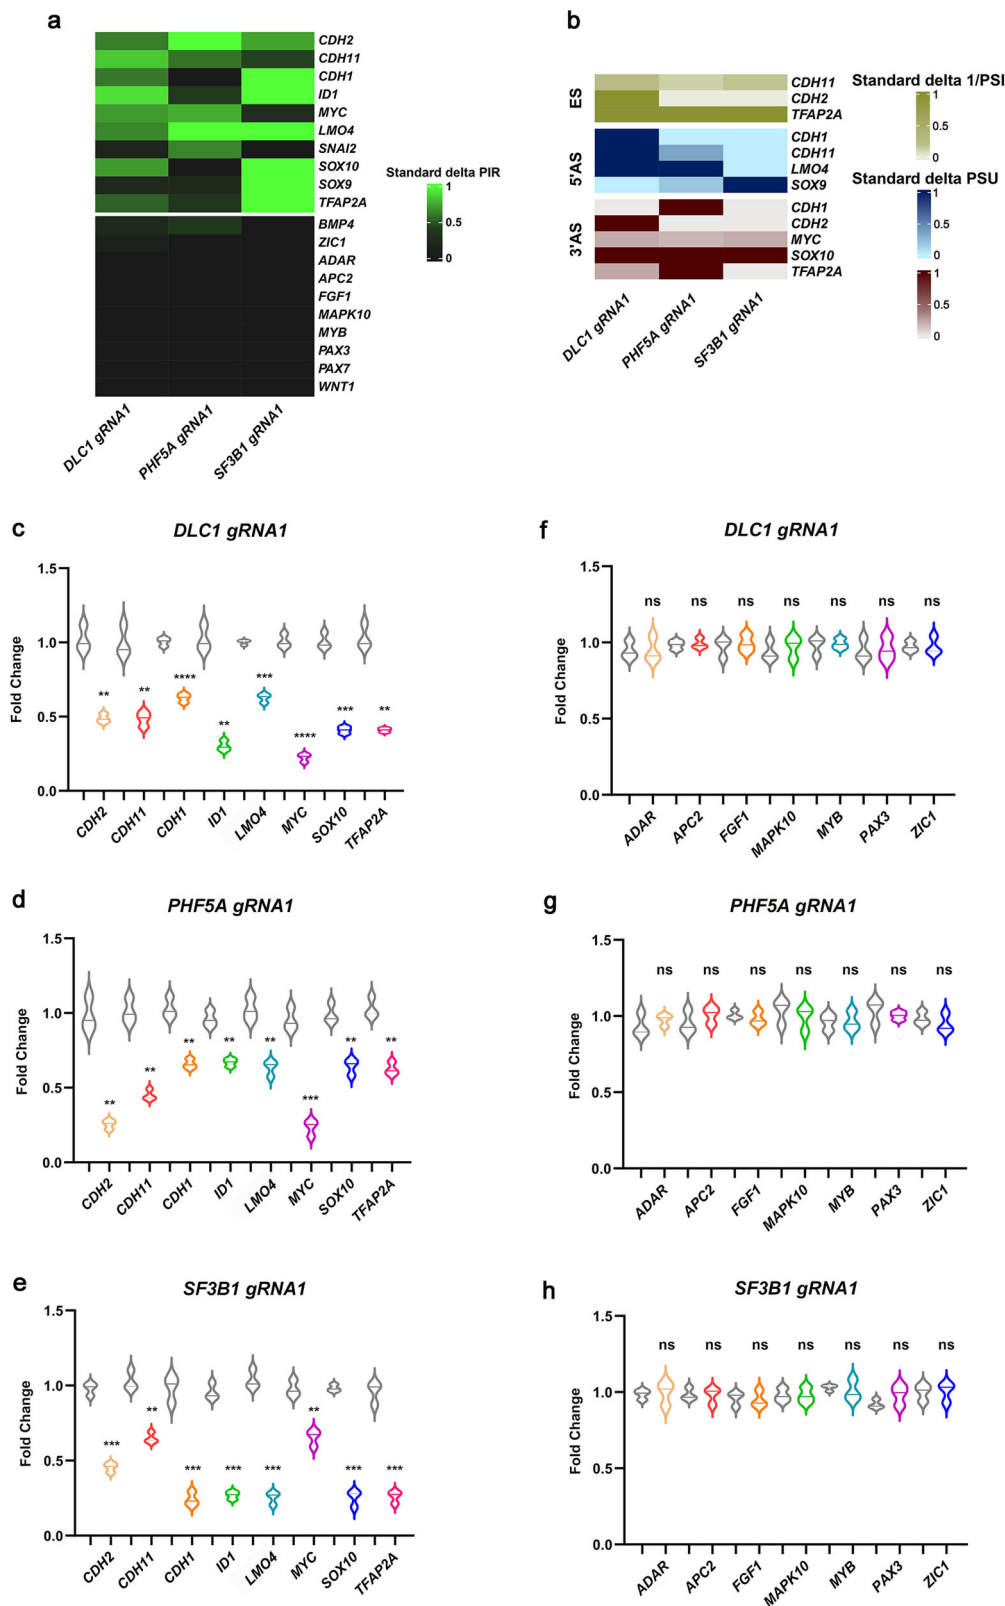 a
CDH2
CDH11
CDH1
ID1
MYC
LMO4
SNAI2
SOX10
SOX9
TFAP2A
BMP4
ZIC1
ADAR
APC2
FGF1
MAPK10
MYB
PAX3
PAX7
WNT1
DLC1 gRNA1
PHF5A gRNA1
SF3B1 gRNA1
Standard delta PIR
1
0.5
0
b
ES
CDH11
CDH2
TFAP2A
5'AS
CDH1
CDH11
LMO4
SOX9
3'AS
CDH1
CDH2
MYC
SOX10
TFAP2A
DLC1 gRNA1
PHF5A gRNA1
SF3B1 gRNA1
Standard delta 1/PSI
1
0.5
0
Standard delta PSU
1
0.5
0
1
0.5
0
c
DLC1 gRNA1
Fold Change
1.5
1.0
0.5
0.0
** ** **** ** *** **** *** **
CDH2 CDH11 CDH1 ID1 LMO4 MYC SOX10 TFAP2A
f
DLC1 gRNA1
Fold Change
1.5
1.0
0.5
0.0
ns ns ns ns ns ns ns
ADAR APC2 FGF1 MAPK10 MYB PAX3 ZIC1
d
PHF5A gRNA1
Fold Change
1.5
1.0
0.5
0.0
** ** ** ** ** *** ** **
CDH2 CDH11 CDH1 ID1 LMO4 MYC SOX10 TFAP2A
g
PHF5A gRNA1
Fold Change
1.5
1.0
0.5
0.0
ns ns ns ns ns ns ns
ADAR APC2 FGF1 MAPK10 MYB PAX3 ZIC1
e
SF3B1 gRNA1
Fold Change
1.5
1.0
0.5
0.0
*** ** *** *** *** ** *** ***
CDH2 CDH11 CDH1 ID1 LMO4 MYC SOX10 TFAP2A
h
SF3B1 gRNA1
Fold Change
1.5
1.0
0.5
0.0
ns ns ns ns ns ns ns
ADAR APC2 FGF1 MAPK10 MYB PAX3 ZIC1